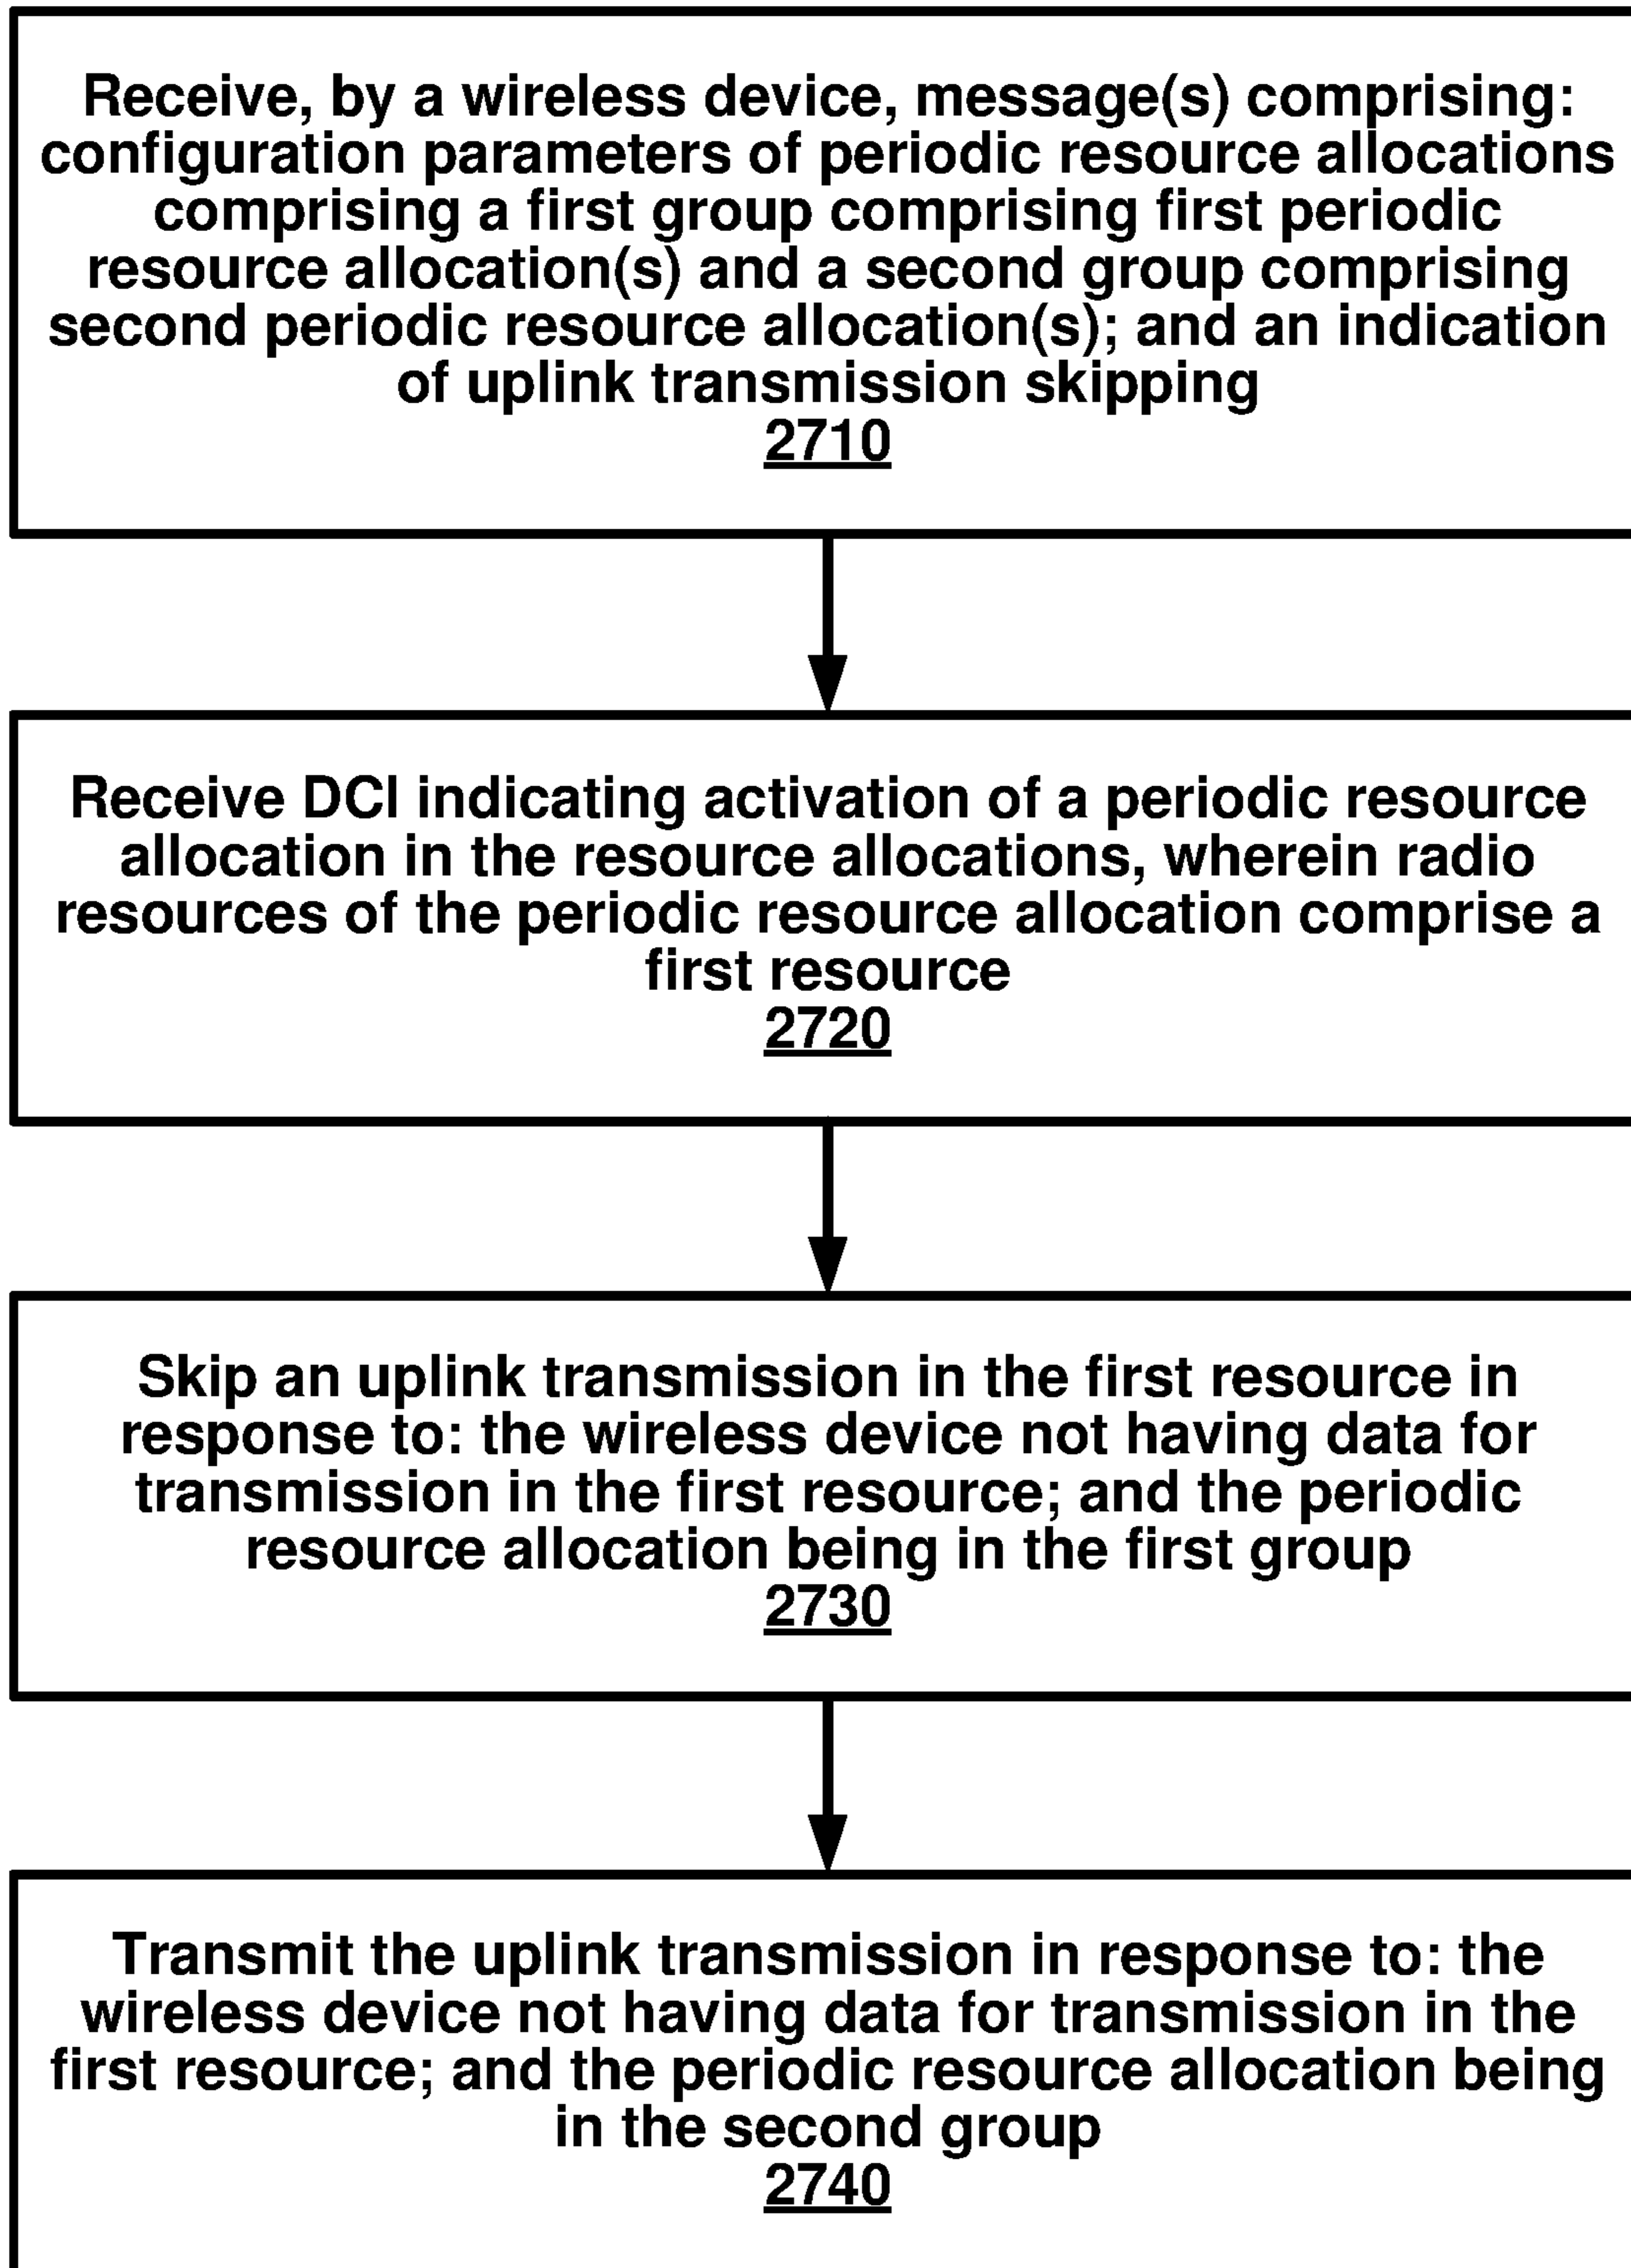 Receive, by a wireless device, message(s) comprising:
configuration parameters of periodic resource allocations
comprising a first group comprising first periodic
resource allocation(s) and a second group comprising
second periodic resource allocation(s); and an indication
of uplink transmission skipping
2710
Receive DCI indicating activation of a periodic resource
allocation in the resource allocations, wherein radio
resources of the periodic resource allocation comprise a
first resource
2720
Skip an uplink transmission in the first resource in
response to: the wireless device not having data for
transmission in the first resource; and the periodic
resource allocation being in the first group
2730
Transmit the uplink transmission in response to: the
wireless device not having data for transmission in the
first resource; and the periodic resource allocation being
in the second group
2740